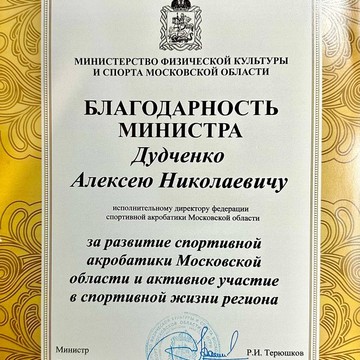 МИНИСТЕРСТВО ФИЗИЧЕСКОЙ КУЛЬТУРЫ
И СПОРТА МОСКОВСКОЙ ОБЛАСТИ
БЛАГОДАРНОСТЬ
МИНИСТРА
Дудченко
Алексею Николаевичу
исполнительному директору федерации
спортивной акробатики Московской области
за развитие спортивной
акробатики Московской
области и активное участие
в спортивной жизни региона
Министр
Р.И. Терюшков